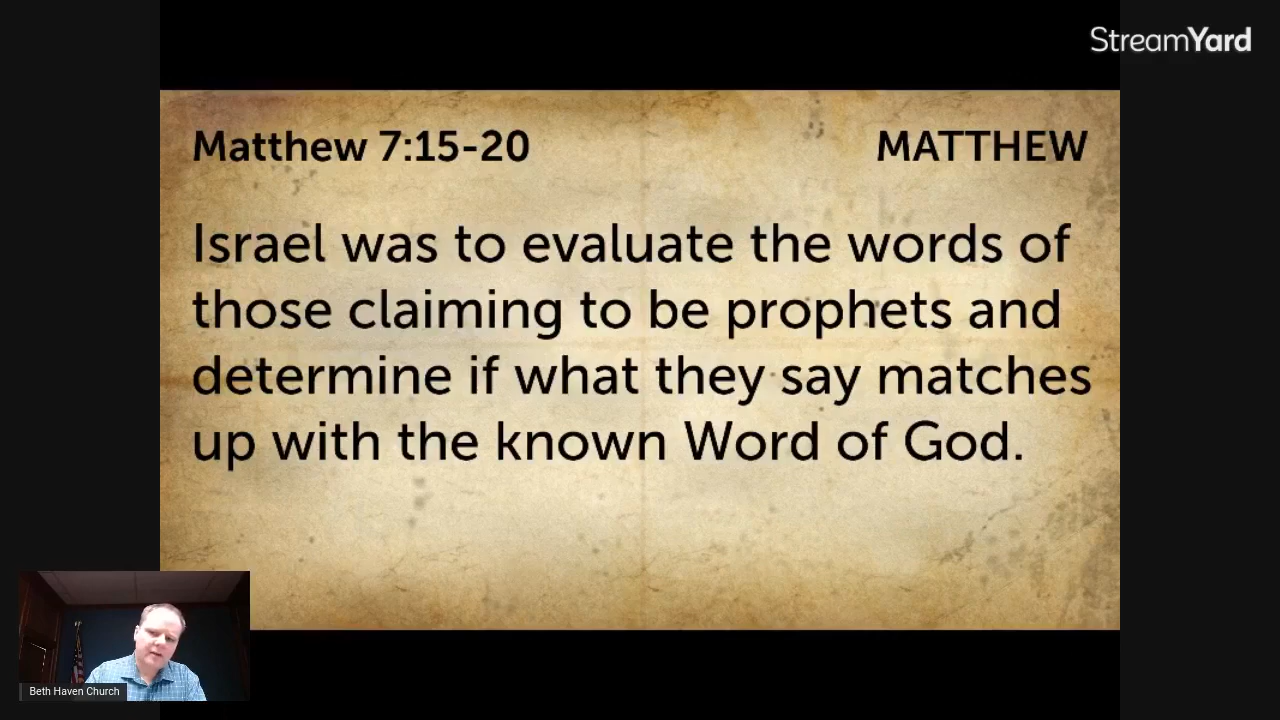 StreamYard
Matthew 7:15-20
MATTHEW
Israel was to evaluate the words of
those claiming to be prophets and
determine if what they say matches
up with the known Word of God.
Beth Haven Church